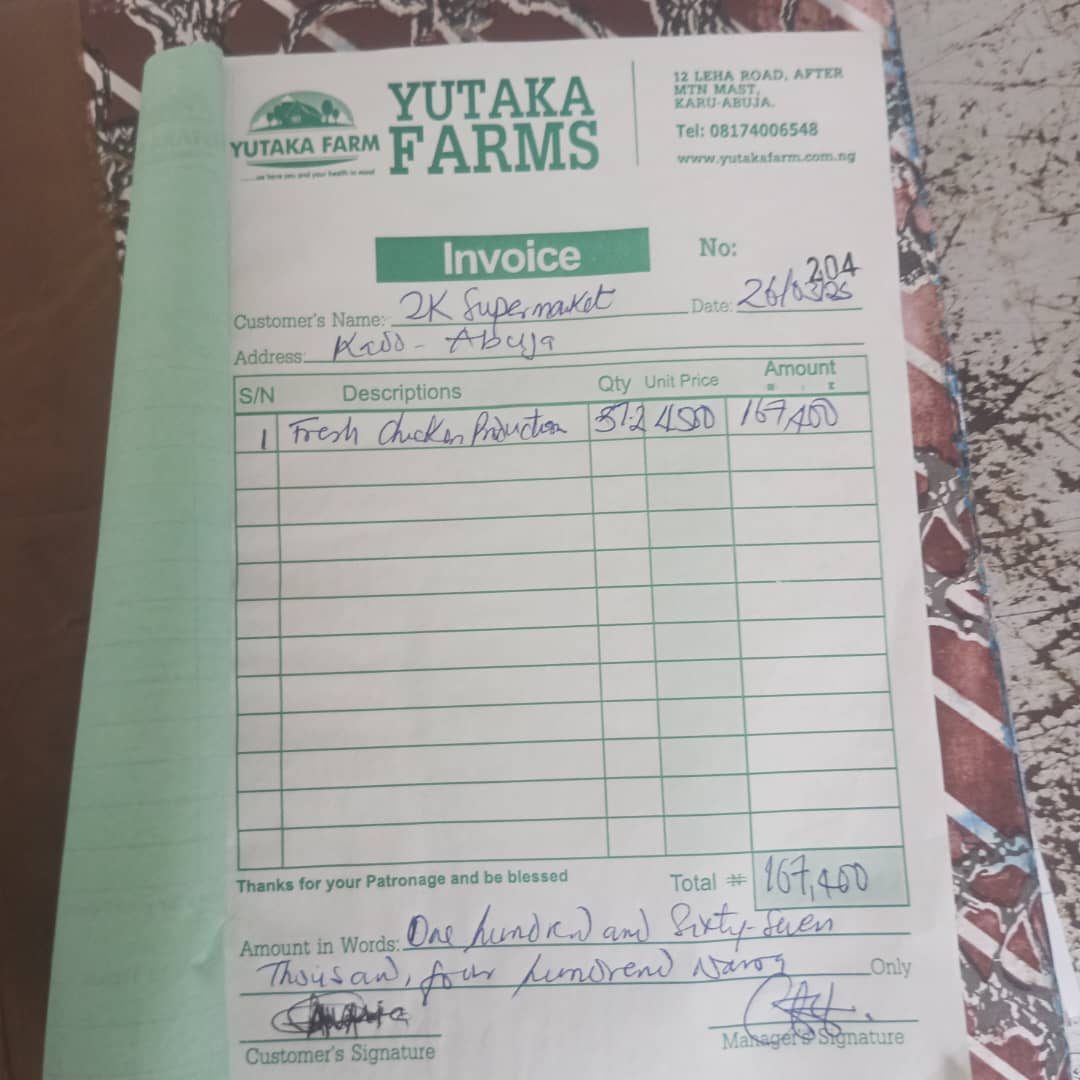 YUTAKA FARM
....we have you and your health in mind
YUTAKA
FARMS
12 LEHA ROAD, AFTER
MTN MAST,
KARU-ABUJA.
Tel: 08174006548
www.yutakafarm.com.ng
Invoice
No: 204
Customer's Name: 2K Supermarket Date: 26/03/25
Address: Kado - Abuja
S/N Descriptions Qty Unit Price Amount
₦ : K
1 Fresh Chicken Production 37.2 4500 167,400
Thanks for your Patronage and be blessed
Total ₦ 167,400
Amount in Words: One hundred and Sixty-Seven
Thousand, four hundrend Naira Only
Customer's Signature
Manager's Signature